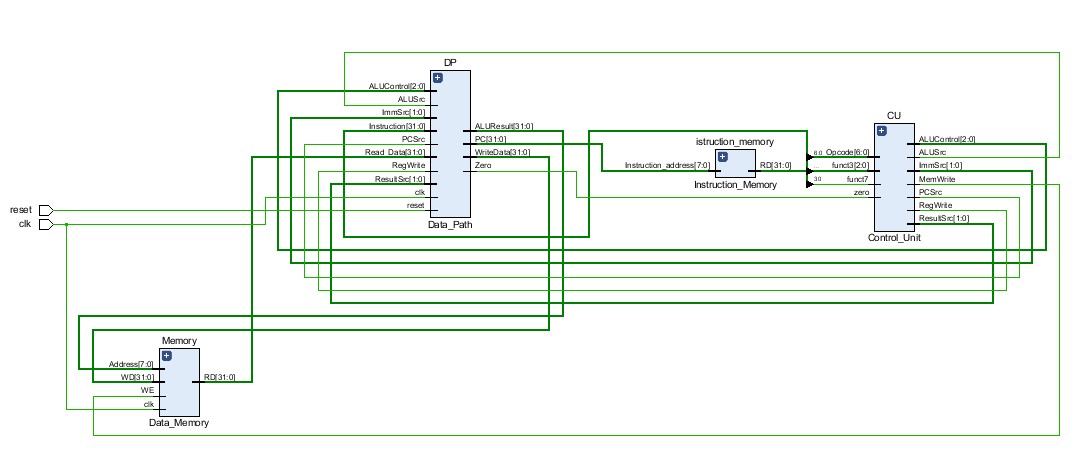 DP
ALUControl[2:0]
ALUSrc
ImmSrc[1:0]
Instruction[31:0]
PCSrc
Read_Data[31:0]
RegWrite
ResultSrc[1:0]
clk
reset
ALUResult[31:0]
PC[31:0]
WriteData[31:0]
Zero
Data_Path
istruction_memory
Instruction_address[7:0]
RD[31:0]
Instruction_Memory
CU
6:0
Opcode[6:0]
...
funct3[2:0]
30
funct7
zero
ALUControl[2:0]
ALUSrc
ImmSrc[1:0]
MemWrite
PCSrc
RegWrite
ResultSrc[1:0]
Control_Unit
reset
clk
Memory
Address[7:0]
WD[31:0]
WE
clk
RD[31:0]
Data_Memory